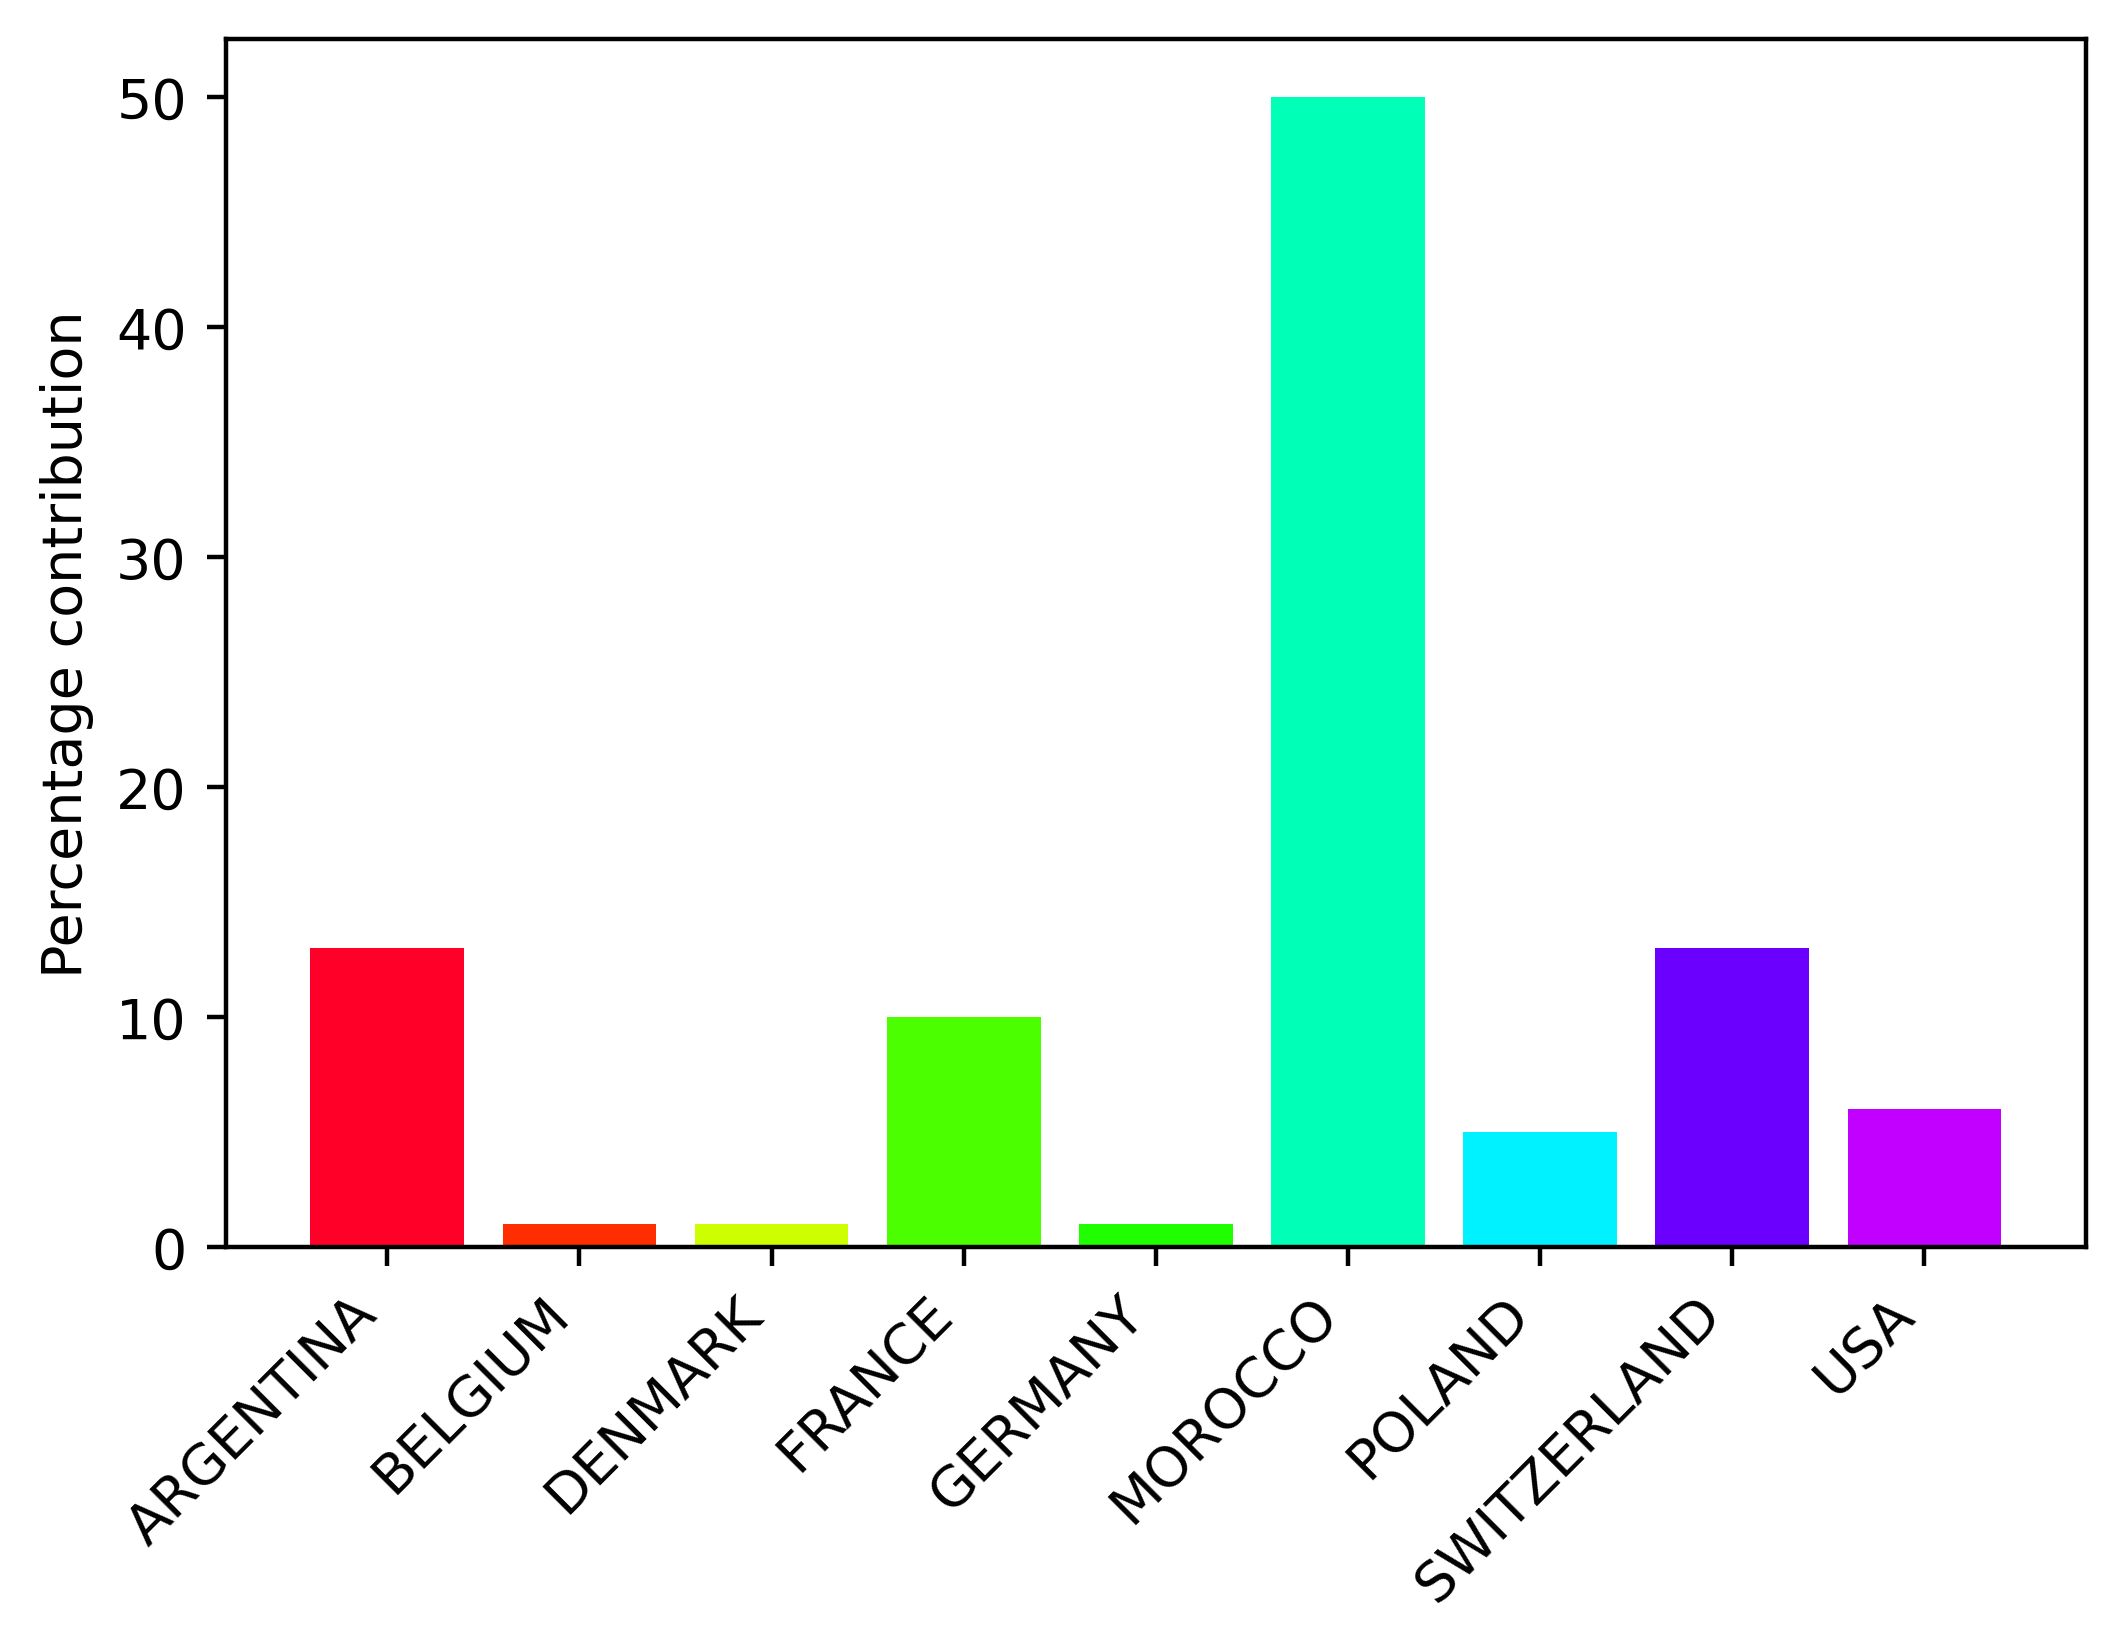 Percentage contribution
50
40
30
20
10
0
ARGENTINA
BELGIUM
DENMARK
FRANCE
GERMANY
MOROCCO
POLAND
SWITZERLAND
USA